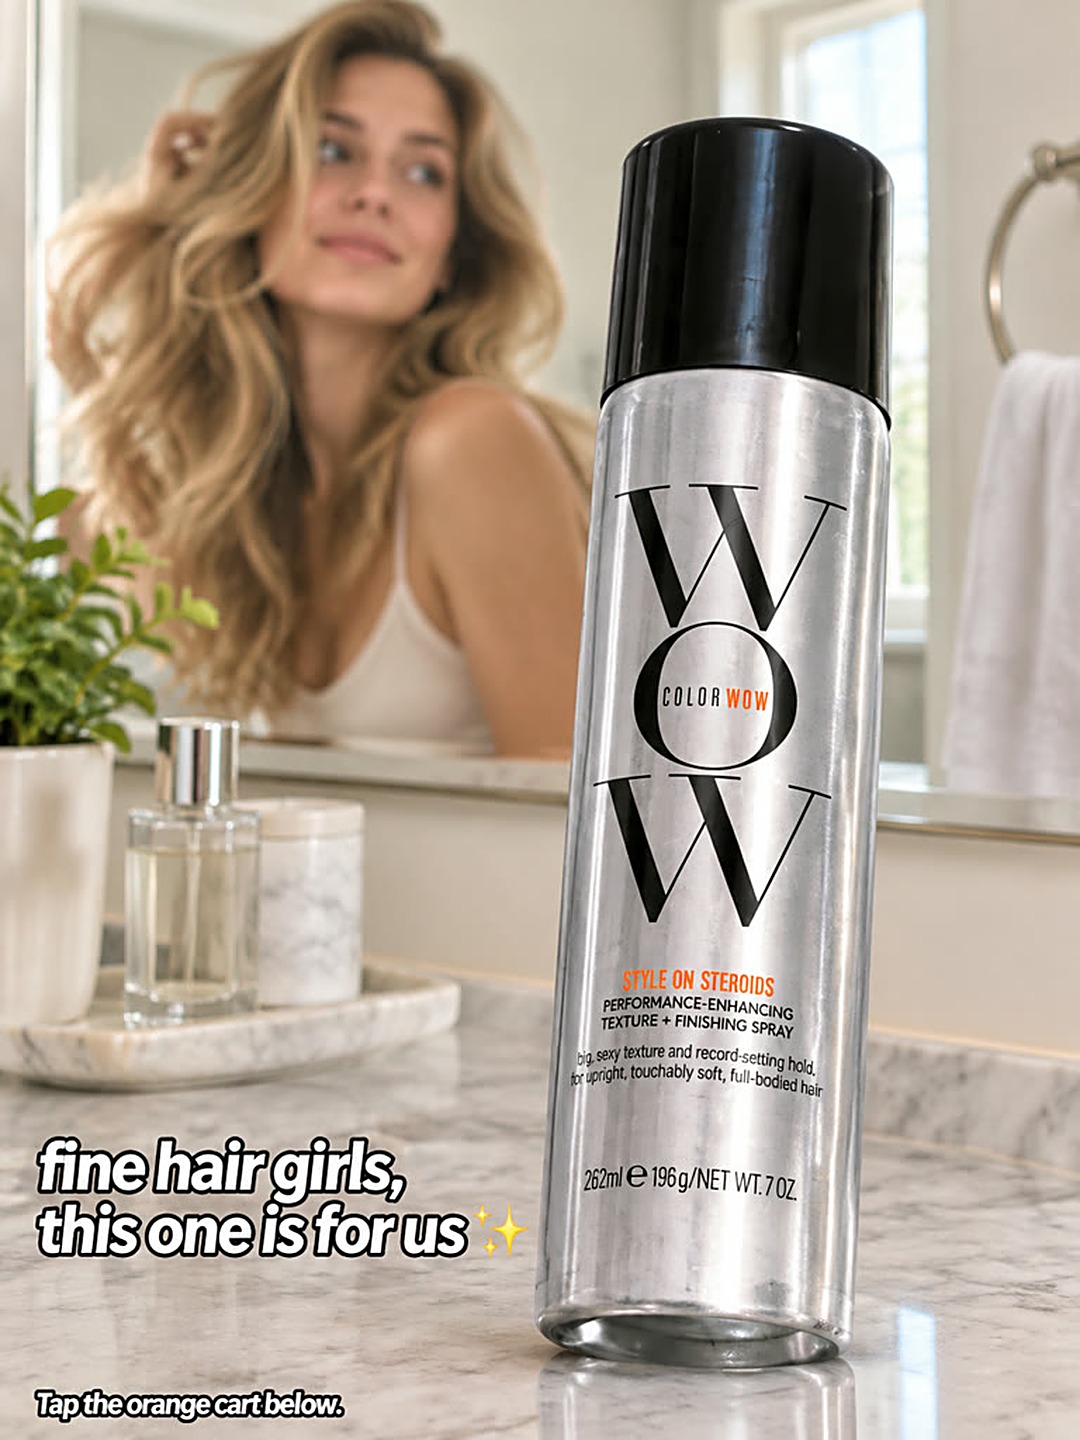 W
O
COLOR WOW
W
STYLE ON STEROIDS
PERFORMANCE-ENHANCING
TEXTURE + FINISHING SPRAY
big, sexy texture and record-setting hold.
for upright, touchably soft, full-bodied hair
262ml ℮ 196g/NET WT. 7 OZ.
fine hair girls,
this one is for us✨
Tap the orange cart below.